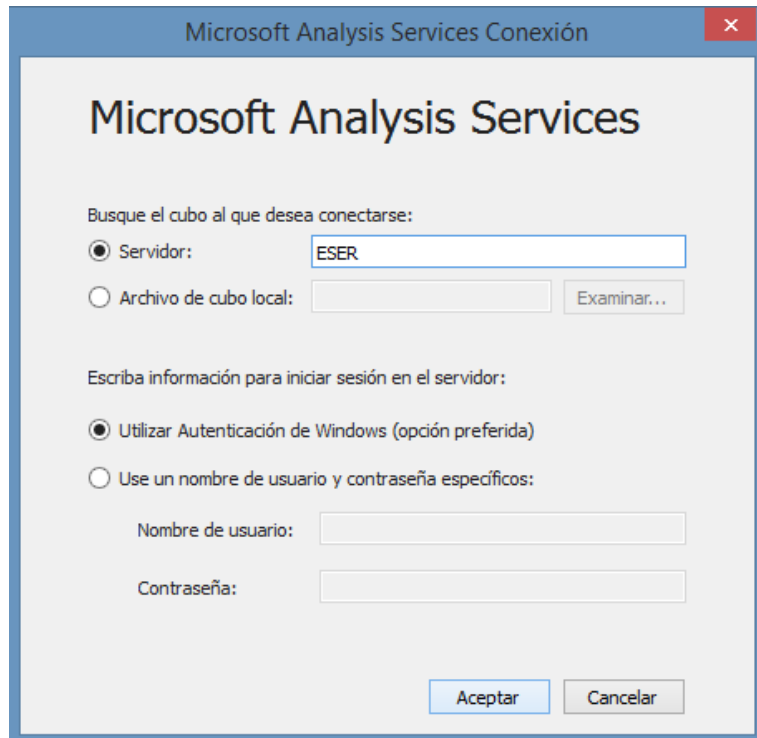 Microsoft Analysis Services Conexión
Microsoft Analysis Services
Busque el cubo al que desea conectarse:
Servidor: ESER
Archivo de cubo local: Examinar...
Escriba información para iniciar sesión en el servidor:
Utilizar Autenticación de Windows (opción preferida)
Use un nombre de usuario y contraseña específicos:
Nombre de usuario:
Contraseña:
Aceptar Cancelar